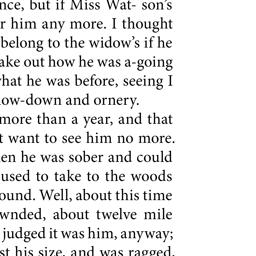 nce, but if Miss Wat- son's
r him any more. I thought
belong to the widow's if he
ake out how he was a-going
hat he was before, seeing I
ow-down and ornery.
more than a year, and that
t want to see him no more.
en he was sober and could
used to take to the woods
ound. Well, about this time
wnded, about twelve mile
judged it was him, anyway;
st his size, and was ragged,